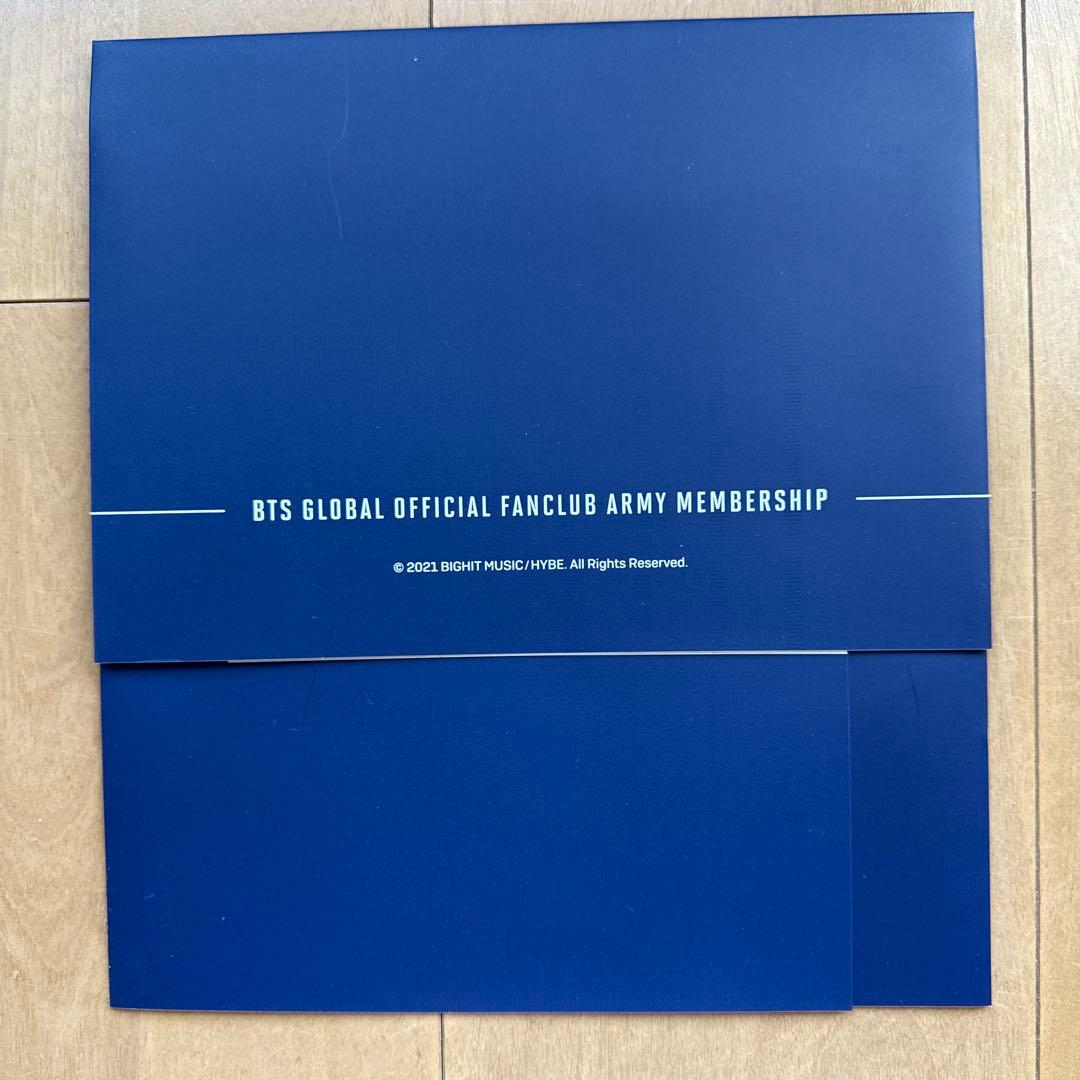 BTS GLOBAL OFFICIAL FANCLUB ARMY MEMBERSHIP
© 2021 BIGHIT MUSIC/HYBE. All Rights Reserved.